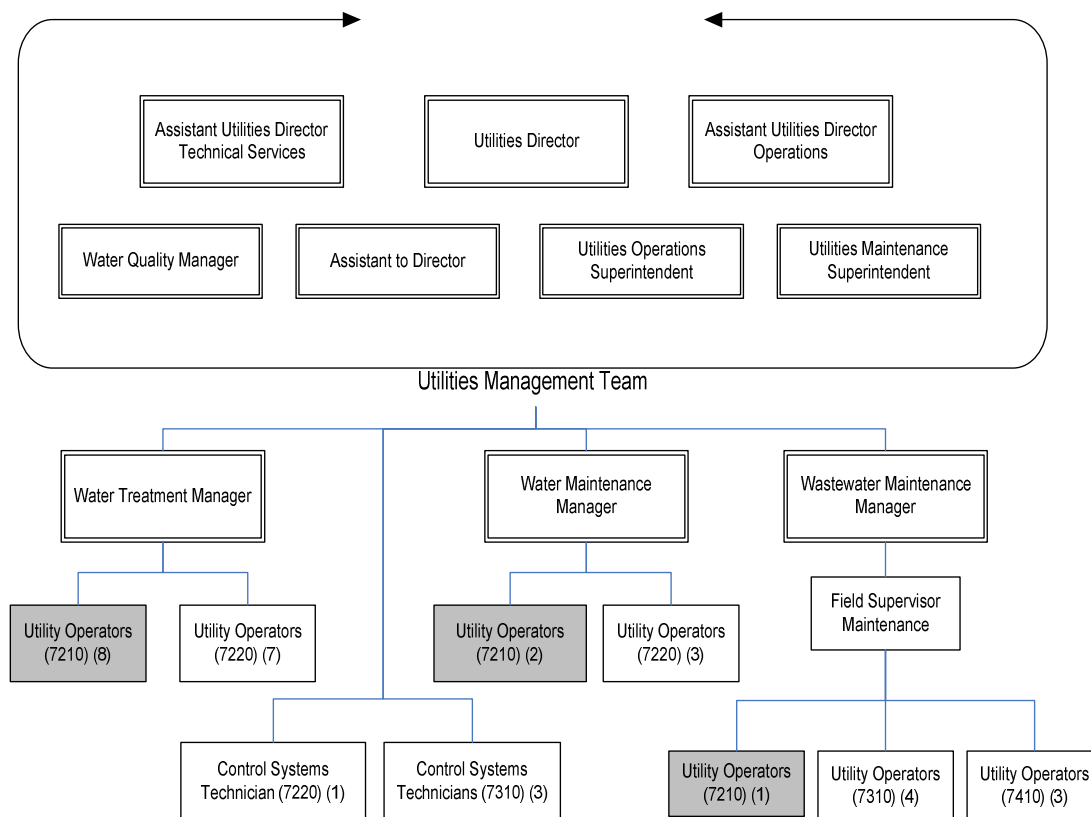 Assistant Utilities Director
Technical Services
Utilities Director
Assistant Utilities Director
Operations
Water Quality Manager
Assistant to Director
Utilities Operations
Superintendent
Utilities Maintenance
Superintendent
Utilities Management Team
Water Treatment Manager
Water Maintenance
Manager
Wastewater Maintenance
Manager
Utility Operators
(7210) (8)
Utility Operators
(7220) (7)
Utility Operators
(7210) (2)
Utility Operators
(7220) (3)
Field Supervisor
Maintenance
Control Systems
Technician (7220) (1)
Control Systems
Technicians (7310) (3)
Utility Operators
(7210) (1)
Utility Operators
(7310) (4)
Utility Operators
(7410) (3)